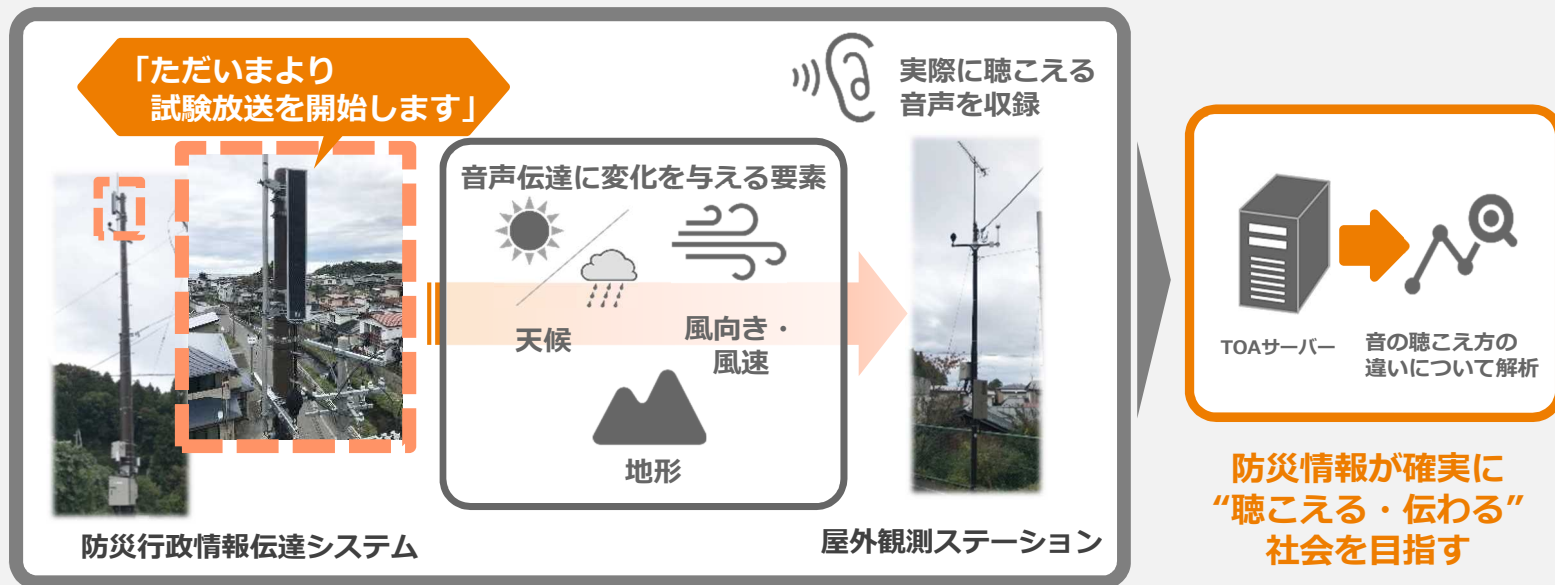 「ただいまより
試験放送を開始します」
実際に聴こえる
音声を収録
音声伝達に変化を与える要素
天候
風向き・
風速
地形
防災行政情報伝達システム
屋外観測ステーション
TOAサーバー
音の聴こえ方の
違いについて解析
防災情報が確実に
“聴こえる・伝わる”
社会を目指す